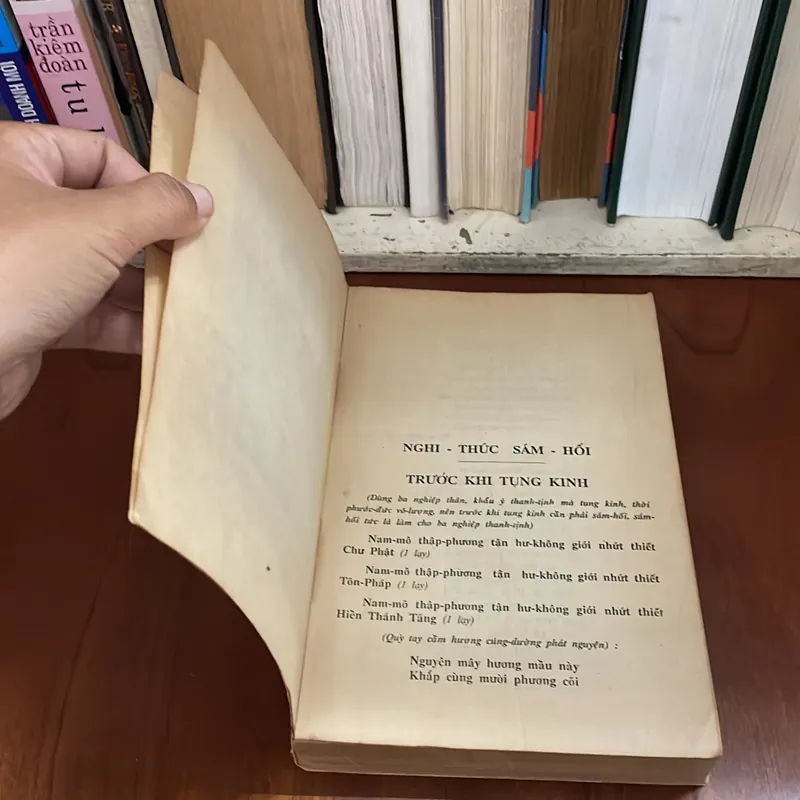 trần
kiêm
đoàn
DOANH MỚI
NGHI - THỨC SÁM - HỐI
TRƯỚC KHI TỤNG KINH
(Dùng ba nghiệp thân, khẩu ý thanh-tịnh mà tụng kinh, thời
phước-đức vô-lượng, nên trước khi tụng kinh cần phải sám-hối, sám-
hối tức là làm cho ba nghiệp thanh-tịnh)
Nam-mô thập-phương tận hư-không giới nhứt thiết
Chư Phật (1 lạy)
Nam-mô thập-phương tận hư-không giới nhứt thiết
Tôn-Pháp (1 lạy)
Nam-mô thập-phương tận hư-không giới nhứt thiết
Hiền Thánh Tăng (1 lạy)
(Quỳ tay cầm hương cúng-dường phát nguyện) :
Nguyện mây hương mầu này
Khắp cùng mười phương cõi